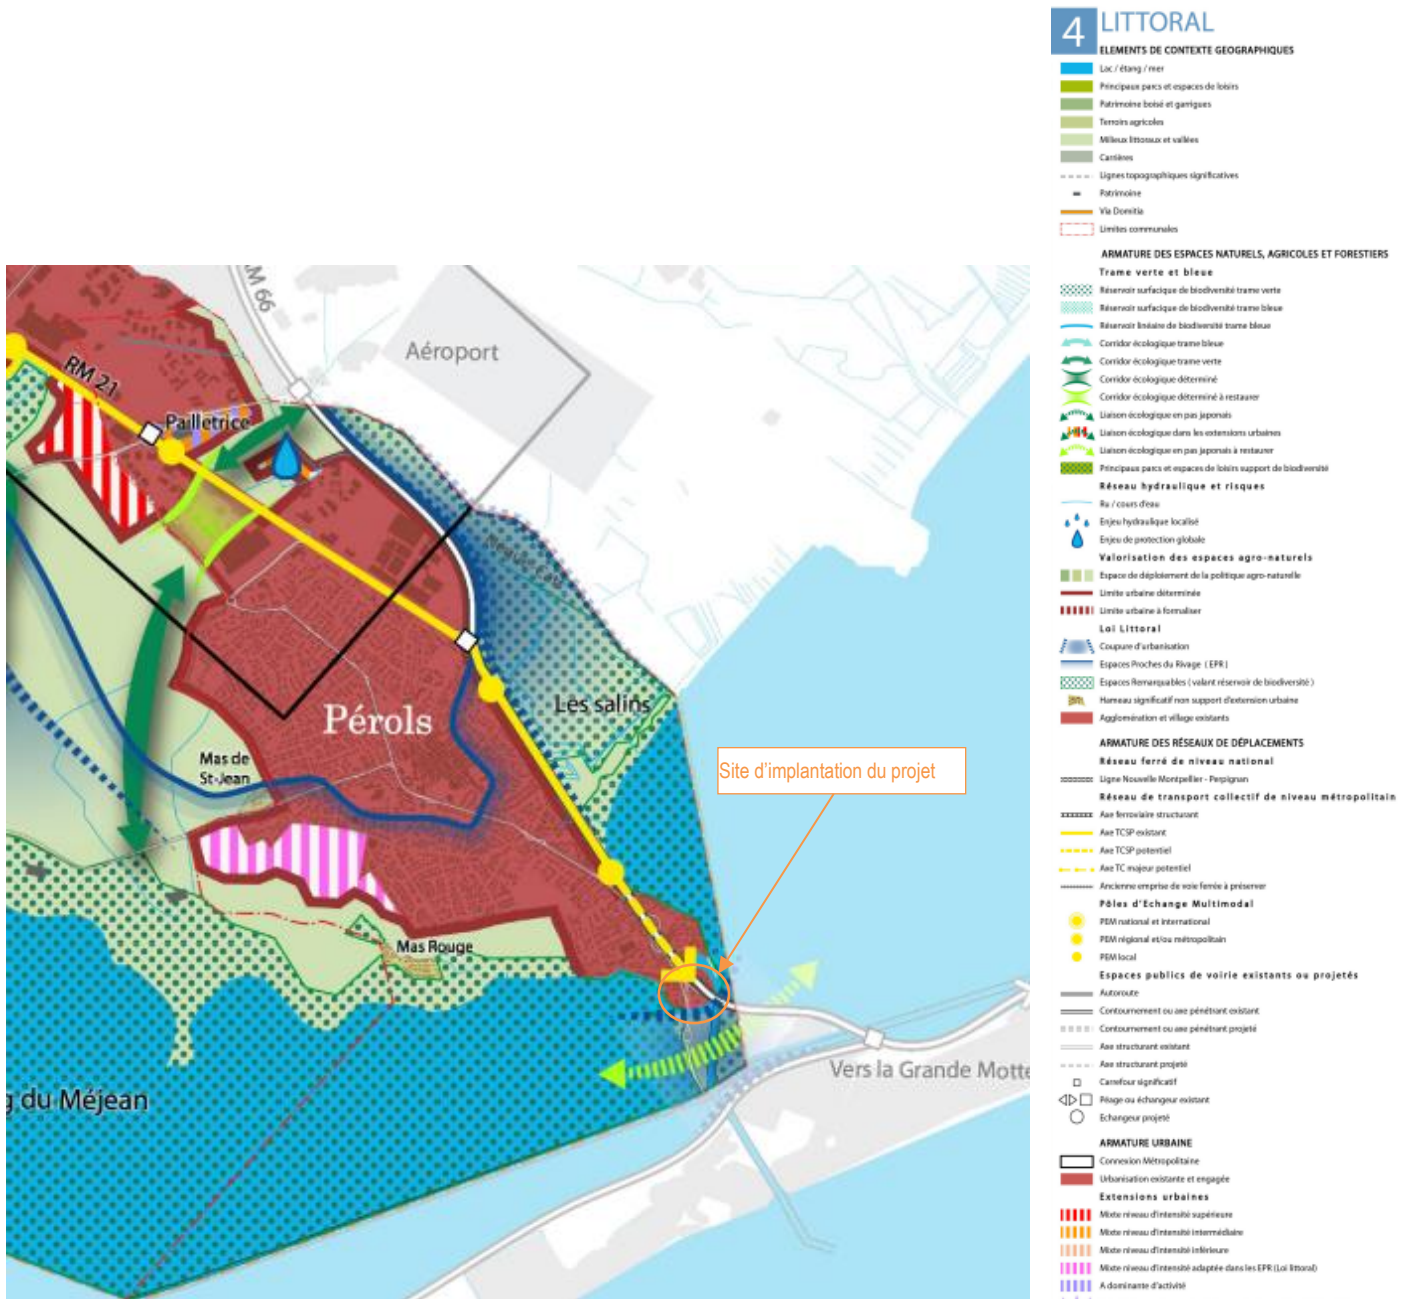 4 LITTORAL
ELEMENTS DE CONTEXTE GEOGRAPHIQUES
Lac / étang / mer
Principaux parcs et espaces de loisirs
Patrimoine boisé et garrigues
Terroirs agricoles
Milieux littoraux et vallées
Carrières
Lignes topographiques significatives
Patrimoine
Via Domitia
Limites communales
ARMATURE DES ESPACES NATURELS, AGRICOLES ET FORESTIERS
Trame verte et bleue
Réservoir surfacique de biodiversité trame verte
Réservoir surfacique de biodiversité trame bleue
Réservoir linéaire de biodiversité trame bleue
Corridor écologique trame bleue
Corridor écologique trame verte
Corridor écologique déterminé
Corridor écologique déterminé à restaurer
Liaison écologique en pas japonais
Liaison écologique dans les extensions urbaines
Liaison écologique en pas japonais à restaurer
Principaux parcs et espaces de loisirs support de biodiversité
Réseau hydraulique et risques
Ru / cours d'eau
Enjeu hydraulique localisé
Enjeu de protection globale
Valorisation des espaces agro-naturels
Espace de déploiement de la politique agro-naturelle
Limite urbaine déterminée
Limite urbaine à formaliser
Loi Littoral
Coupure d'urbanisation
Espaces Proches du Rivage ( EPR )
Espaces Remarquables ( valant réservoir de biodiversité )
Hameau significatif non support d'extension urbaine
Agglomération et village existants
ARMATURE DES RÉSEAUX DE DÉPLACEMENTS
Réseau ferré de niveau national
Ligne Nouvelle Montpellier - Perpignan
Réseau de transport collectif de niveau métropolitain
Axe ferroviaire structurant
Axe TCSP existant
Axe TCSP potentiel
Axe TC majeur potentiel
Ancienne emprise de voie ferrée à préserver
Pôles d'Echange Multimodal
PEM national et international
PEM régional et/ou métropolitain
PEM local
Espaces publics de voirie existants ou projetés
Autoroute
Contournement ou axe pénétrant existant
Contournement ou axe pénétrant projeté
Axe structurant existant
Axe structurant projeté
Carrefour significatif
Péage ou échangeur existant
Echangeur projeté
ARMATURE URBAINE
Connexion Métropolitaine
Urbanisation existante et engagée
Extensions urbaines
Mixte niveau d'intensité supérieure
Mixte niveau d'intensité intermédiaire
Mixte niveau d'intensité inférieure
Mixte niveau d'intensité adaptée dans les EPR (Loi littoral)
A dominante d'activité
M 66
Aéroport
RM 21
Pailletrice
Les salins
Pérols
Mas de
St-Jean
Site d'implantation du projet
Mas Rouge
Vers la Grande Motte
g du Méjean